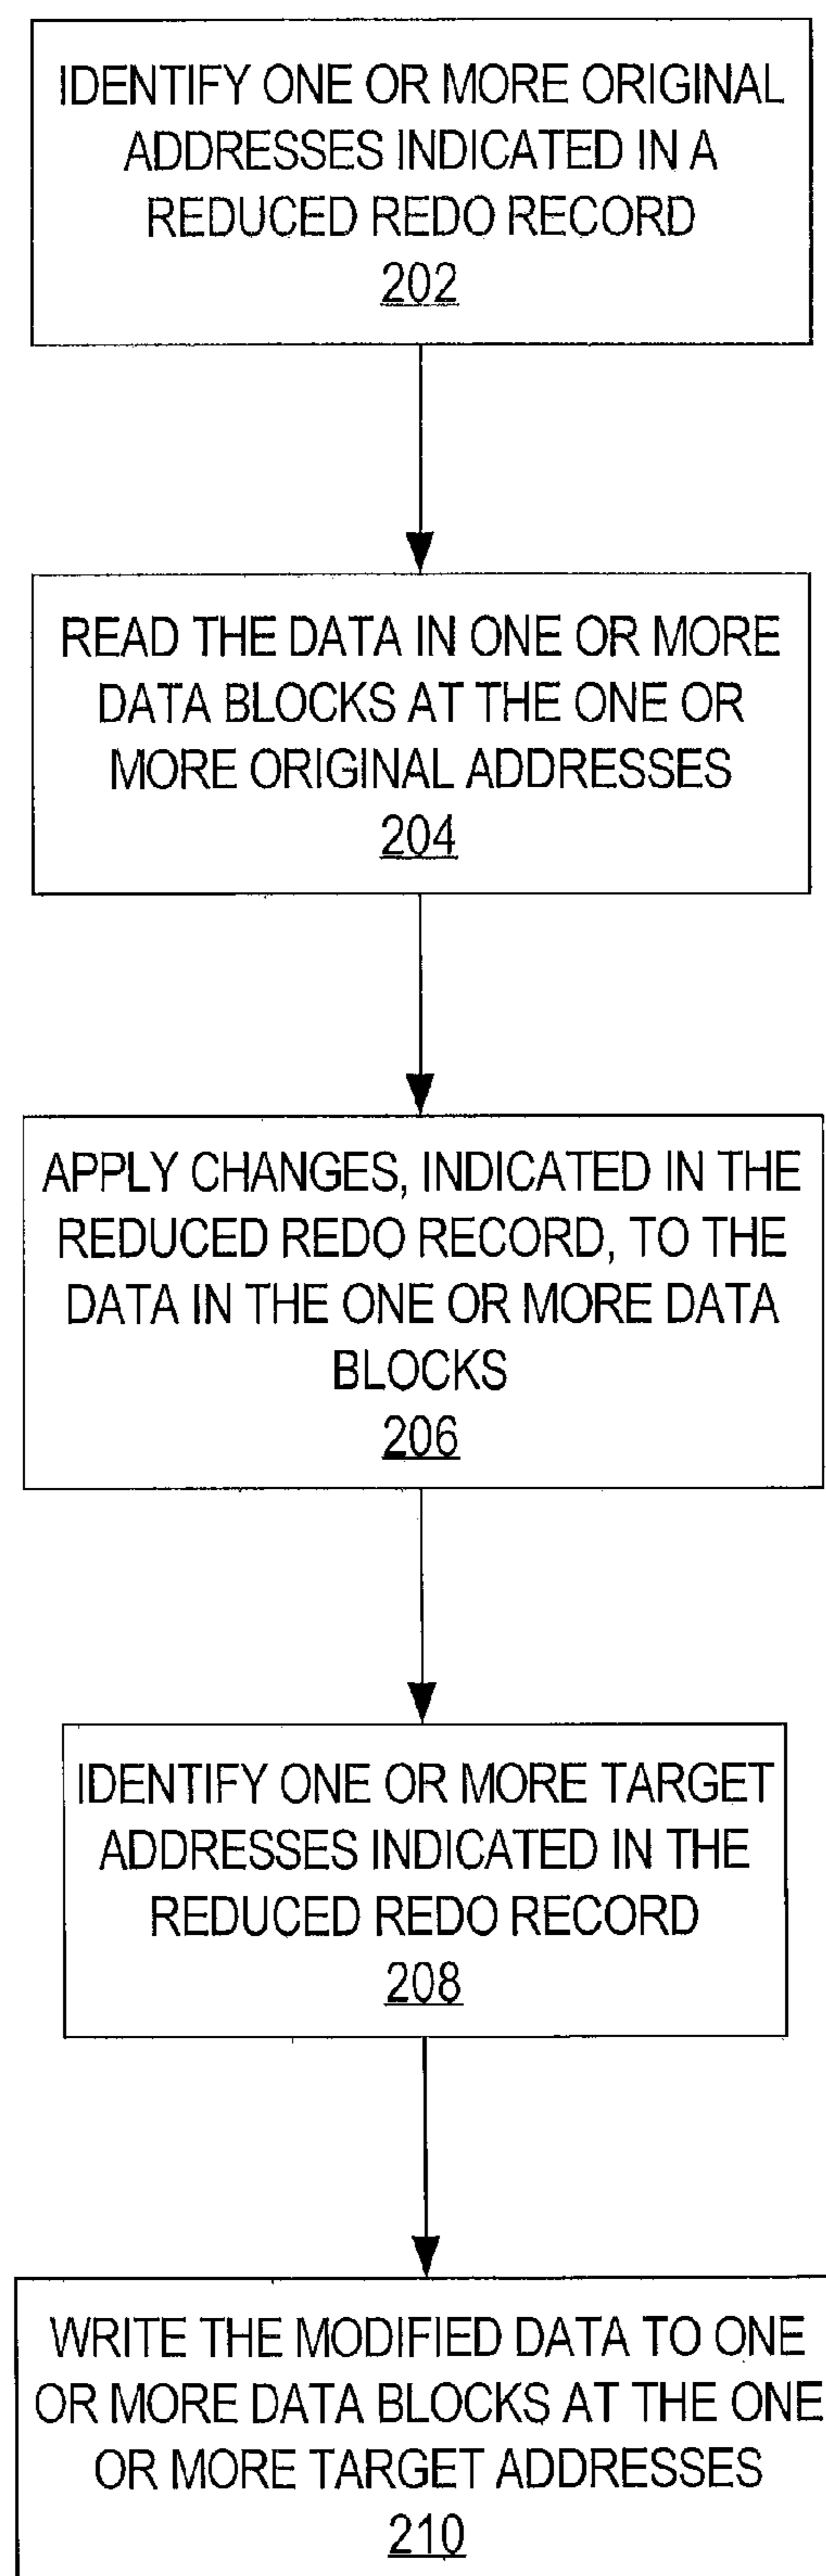 IDENTIFY ONE OR MORE ORIGINAL
ADDRESSES INDICATED IN A
REDUCED REDO RECORD
202
READ THE DATA IN ONE OR MORE
DATA BLOCKS AT THE ONE OR
MORE ORIGINAL ADDRESSES
204
APPLY CHANGES, INDICATED IN THE
REDUCED REDO RECORD, TO THE
DATA IN THE ONE OR MORE DATA
BLOCKS
206
IDENTIFY ONE OR MORE TARGET
ADDRESSES INDICATED IN THE
REDUCED REDO RECORD
208
WRITE THE MODIFIED DATA TO ONE
OR MORE DATA BLOCKS AT THE ONE
OR MORE TARGET ADDRESSES
210